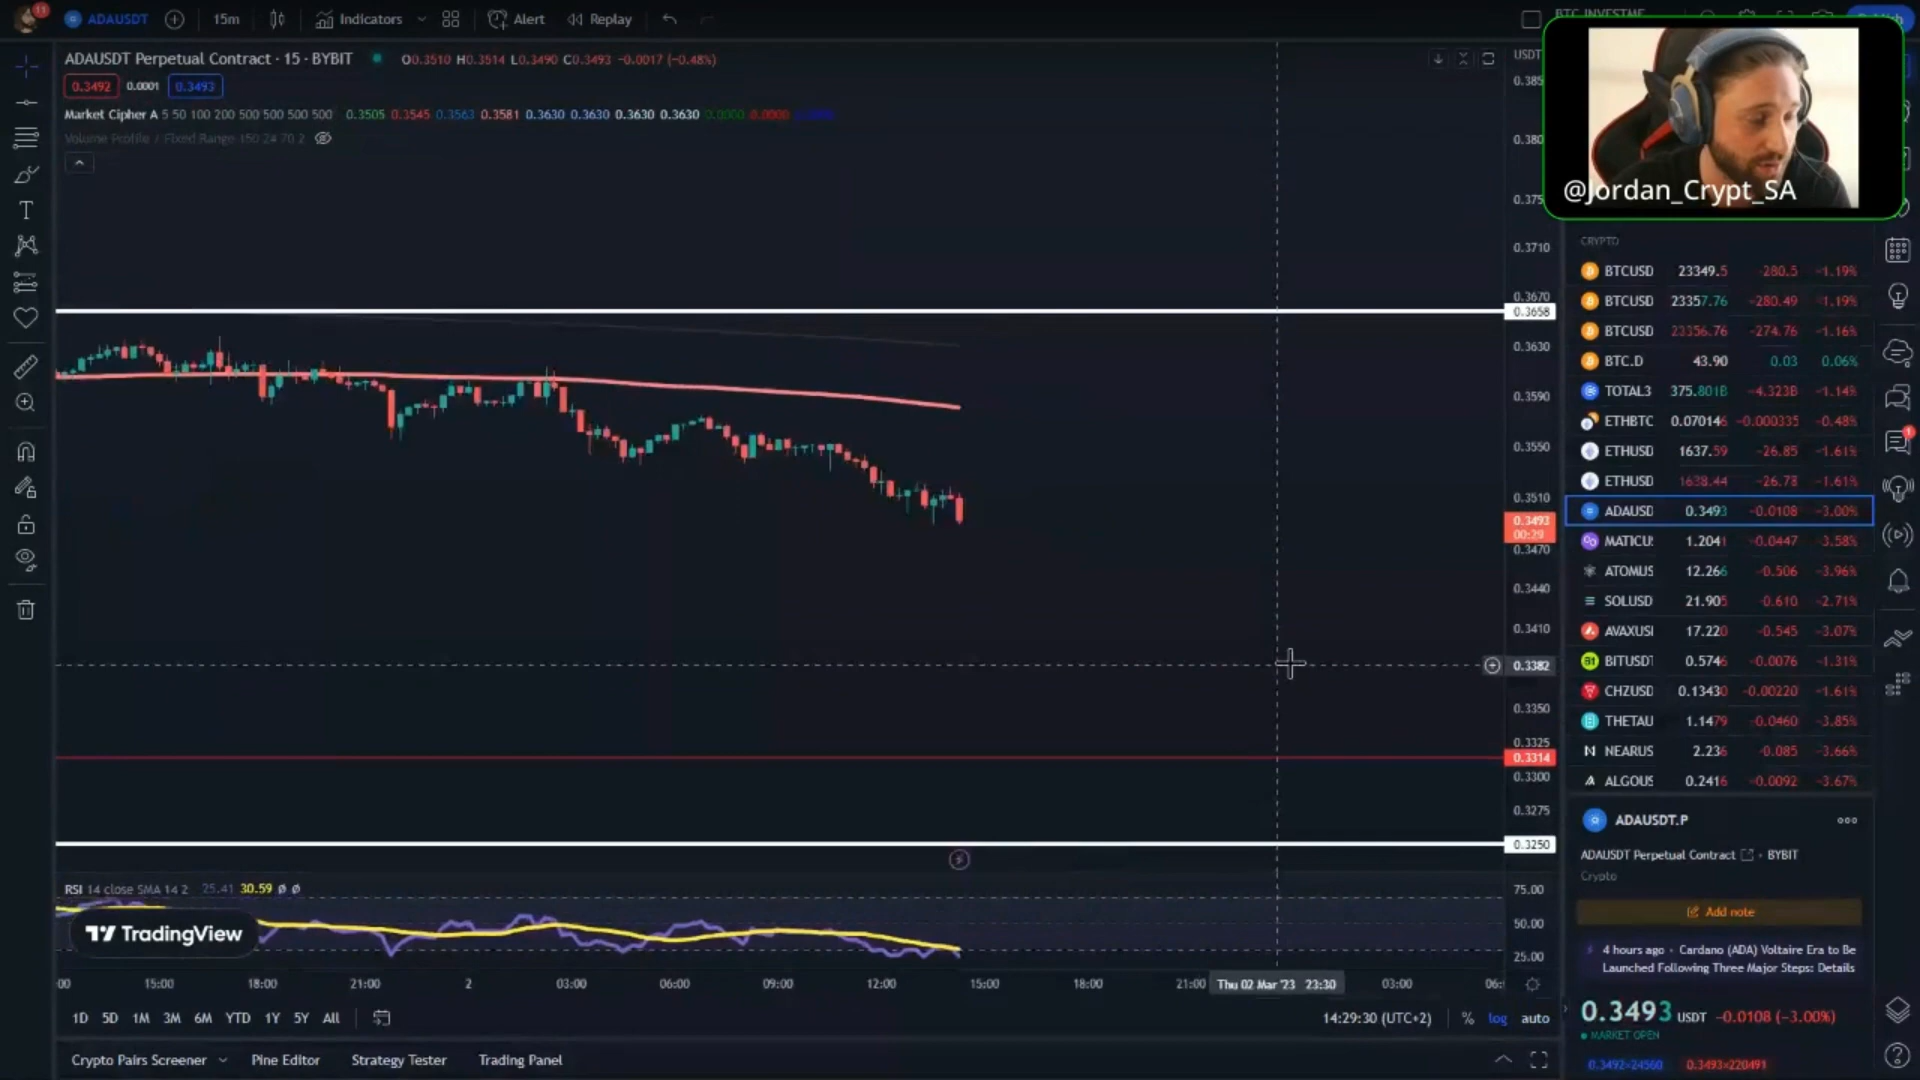 11 ADAUSDT 15m Indicators Alert Replay
ADAUSDT Perpetual Contract · 15 · BYBIT O0.3510 H0.3514 L0.3490 C0.3493 -0.0017 (-0.48%)
0.3492 0.0001 0.3493
Market Cipher A 5 50 100 200 500 500 500 500 500 0.3505 0.3545 0.3563 0.3581 0.3630 0.3630 0.3630 0.3630 0.0000 0.0000
Volume Profile / Fixed Range 150 24 70 2
@Jordan_Crypt_SA
USDT
0.3710
0.3670
0.3658
0.3630
0.3590
0.3550
0.3510
0.3493
00:29
0.3470
0.3440
0.3410
0.3382
0.3350
0.3325
0.3314
0.3300
0.3275
0.3250
CRYPTO
BTCUSD 23349.5 -280.5 -1.19%
BTCUSD 23357.76 -280.49 -1.19%
BTCUSD 23356.76 -274.76 -1.16%
BTC.D 43.90 0.03 0.06%
TOTAL3 375.801B -4.323B -1.14%
ETHBTC 0.070146 -0.000335 -0.48%
ETHUSD 1637.59 -26.85 -1.61%
ETHUSD 1638.44 -26.73 -1.61%
ADAUSD 0.3493 -0.0108 -3.00%
MATICU 1.2041 -0.0447 -3.58%
ATOMUS 12.266 -0.506 -3.96%
SOLUSD 21.905 -0.610 -2.71%
AVAXUS 17.220 -0.545 -3.07%
BITUSDT 0.5746 -0.0076 -1.31%
CHZUSD 0.13430 -0.00220 -1.61%
THETAU 1.1479 -0.0460 -3.85%
NEARUS 2.236 -0.085 -3.66%
ALGOUS 0.2416 -0.0092 -3.67%
ADAUSDT.P
ADAUSDT Perpetual Contract · BYBIT
Crypto
Add note
4 hours ago · Cardano (ADA) Voltaire Era to Be
Launched Following Three Major Steps: Details
0.3493 USDT -0.0108 (-3.00%)
MARKET OPEN
0.3492×24560 0.3493×220491
RSI 14 close SMA 14 2 25.41 30.59 ø ø
75.00
50.00
25.00
TradingView
:00 15:00 18:00 21:00 2 03:00 06:00 09:00 12:00 15:00 18:00 21:00 Thu 02 Mar '23 23:30 03:00 06:
1D 5D 1M 3M 6M YTD 1Y 5Y All 14:29:30 (UTC+2) % log auto
Crypto Pairs Screener Pine Editor Strategy Tester Trading Panel